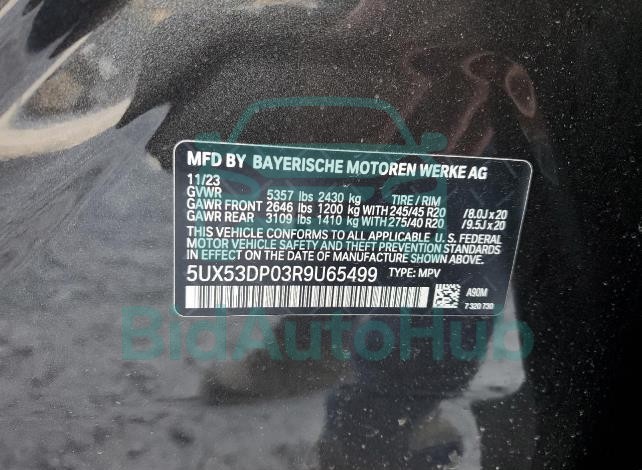 MFD BY BAYERISCHE MOTOREN WERKE AG
11/23
GVWR 5357 lbs 2430 kg TIRE / RIM
GAWR FRONT 2646 lbs 1200 kg WITH 245/45 R20 /8.0J x 20
GAWR REAR 3109 lbs 1410 kg WITH 275/40 R20 /9.5J x 20
THIS VEHICLE CONFORMS TO ALL APPLICABLE U. S. FEDERAL
MOTOR VEHICLE SAFETY AND THEFT PREVENTION STANDARDS
IN EFFECT ON THE DATE OF MANUFACTURE SHOWN ABOVE.
5UX53DP03R9U65499 TYPE: MPV
A90M
7 320 730
BidAutoHub